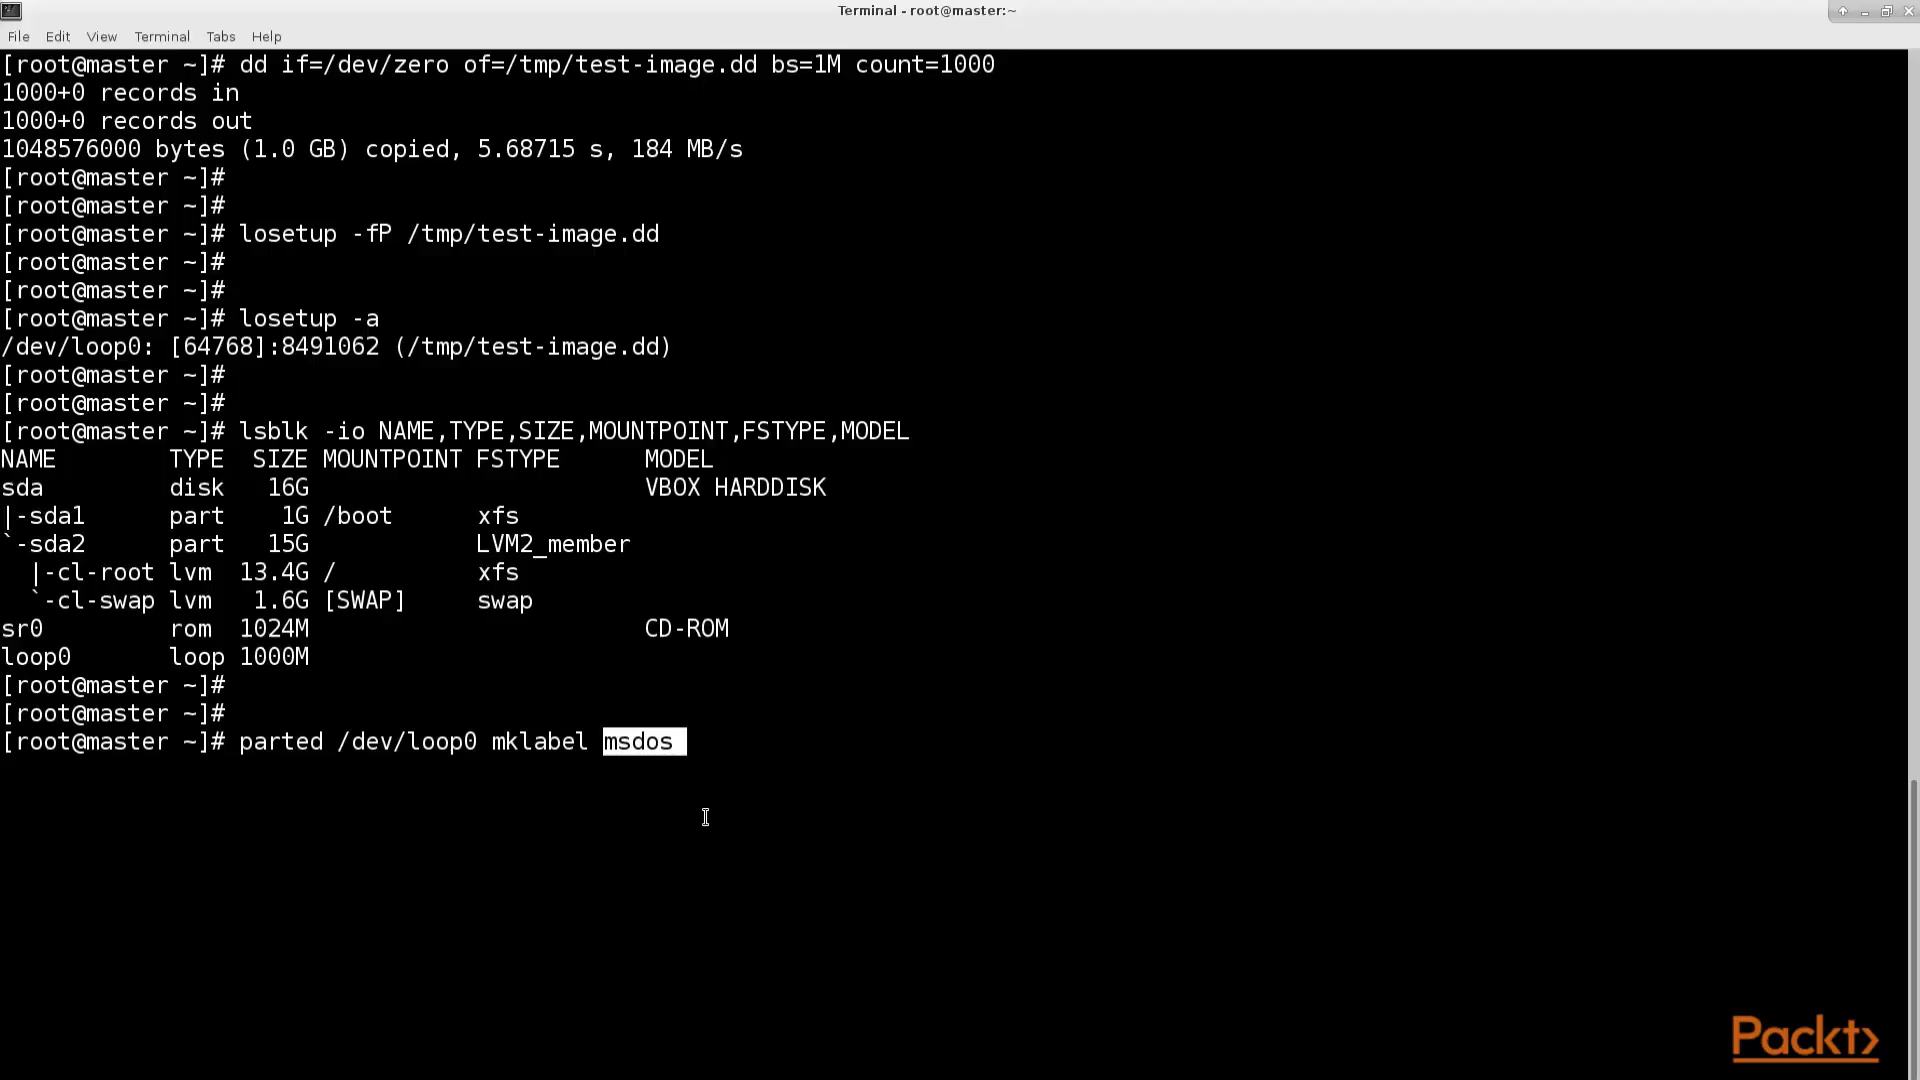 Terminal - root@master:~
File Edit View Terminal Tabs Help
[root@master ~]# dd if=/dev/zero of=/tmp/test-image.dd bs=1M count=1000
1000+0 records in
1000+0 records out
1048576000 bytes (1.0 GB) copied, 5.68715 s, 184 MB/s
[root@master ~]#
[root@master ~]#
[root@master ~]# losetup -fP /tmp/test-image.dd
[root@master ~]#
[root@master ~]#
[root@master ~]# losetup -a
/dev/loop0: [64768]:8491062 (/tmp/test-image.dd)
[root@master ~]#
[root@master ~]#
[root@master ~]# lsblk -io NAME,TYPE,SIZE,MOUNTPOINT,FSTYPE,MODEL
NAME        TYPE  SIZE MOUNTPOINT FSTYPE      MODEL
sda         disk   16G                        VBOX HARDDISK
|-sda1      part    1G /boot      xfs
`-sda2      part   15G            LVM2_member
  |-cl-root lvm  13.4G /          xfs
  `-cl-swap lvm   1.6G [SWAP]     swap
sr0         rom  1024M                        CD-ROM
loop0       loop 1000M
[root@master ~]#
[root@master ~]#
[root@master ~]# parted /dev/loop0 mklabel msdos
Packt>